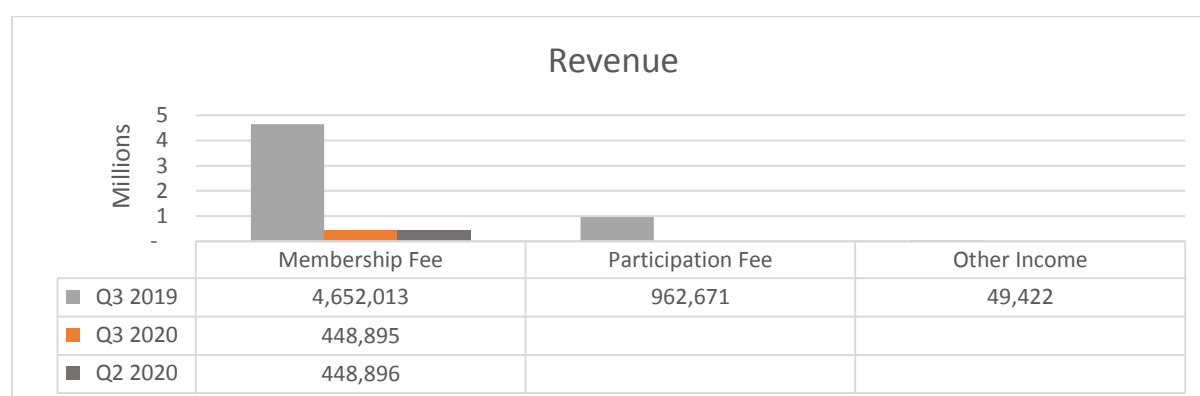 Revenue
Millions
5
4
3
2
1
-
Membership Fee Participation Fee Other Income
Q3 2019 4,652,013 962,671 49,422
Q3 2020 448,895
Q2 2020 448,896